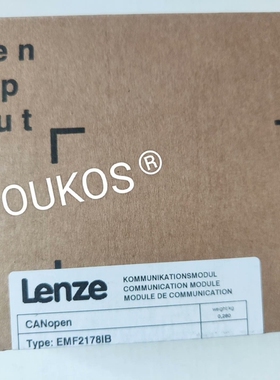 en
p
ut
OUKOS ®
Lenze
KOMMUNIKATIONSMODUL
COMMUNICATION MODULE
MODULE DE COMMUNICATION
CANopen
Type: EMF2178IB